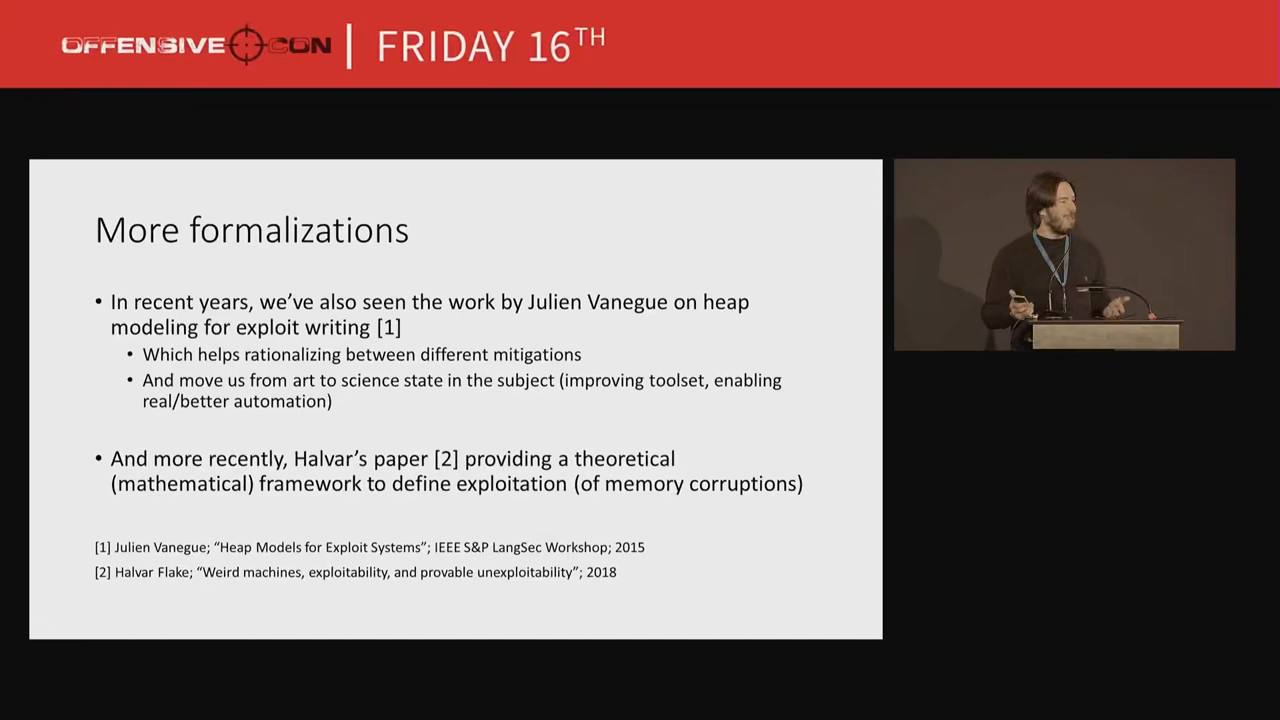 OFFENSIVE CON | FRIDAY 16TH
More formalizations
• In recent years, we've also seen the work by Julien Vanegue on heap
modeling for exploit writing [1]
• Which helps rationalizing between different mitigations
• And move us from art to science state in the subject (improving toolset, enabling
real/better automation)
• And more recently, Halvar's paper [2] providing a theoretical
(mathematical) framework to define exploitation (of memory corruptions)
[1] Julien Vanegue; “Heap Models for Exploit Systems”; IEEE S&P LangSec Workshop; 2015
[2] Halvar Flake; “Weird machines, exploitability, and provable unexploitability”; 2018